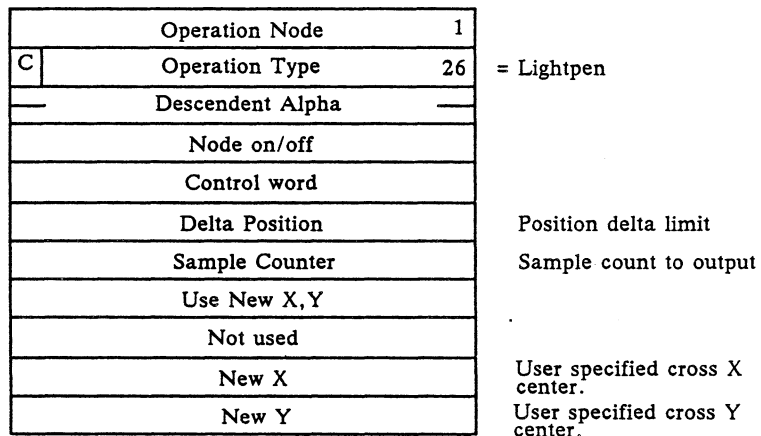 Operation Node 1
C Operation Type 26 = Lightpen
Descendent Alpha
Node on/off
Control word
Delta Position Position delta limit
Sample Counter Sample count to output
Use New X,Y
Not used
New X User specified cross X
center.
New Y User specified cross Y
center.